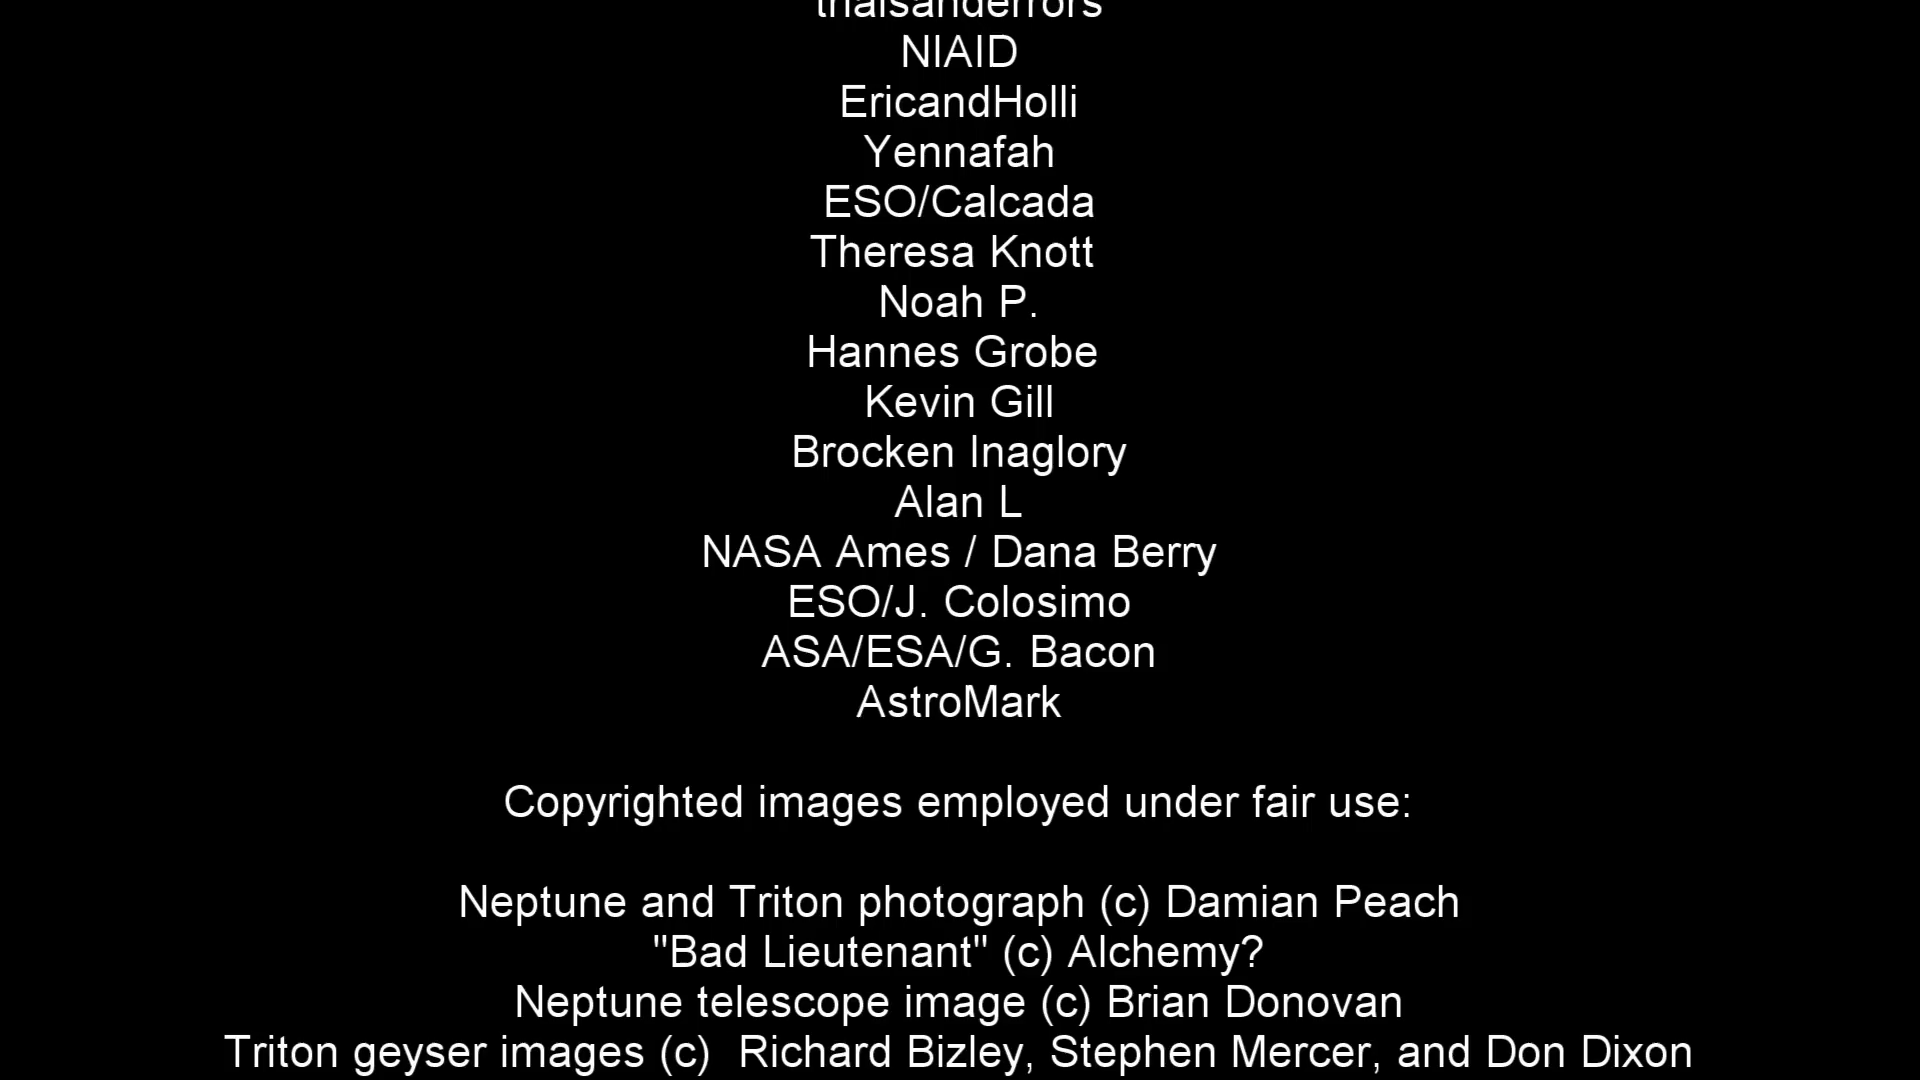 NIAID
EricandHolli
Yennafah
ESO/Calcada
Theresa Knott
Noah P.
Hannes Grobe
Kevin Gill
Brocken Inaglory
Alan L
NASA Ames / Dana Berry
ESO/J. Colosimo
ASA/ESA/G. Bacon
AstroMark
Copyrighted images employed under fair use:
Neptune and Triton photograph (c) Damian Peach
"Bad Lieutenant" (c) Alchemy?
Neptune telescope image (c) Brian Donovan
Triton geyser images (c)  Richard Bizley, Stephen Mercer, and Don Dixon